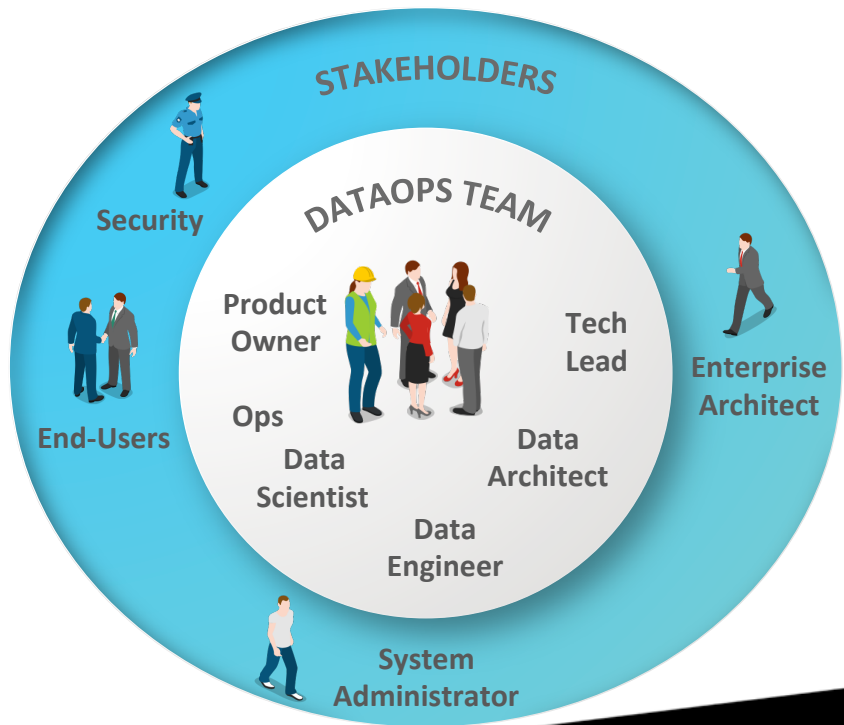 STAKEHOLDERS
Security
DATAOPS TEAM
Product
Owner
Tech
Lead
Enterprise
Architect
Ops
End-Users
Data
Scientist
Data
Architect
Data
Engineer
System
Administrator